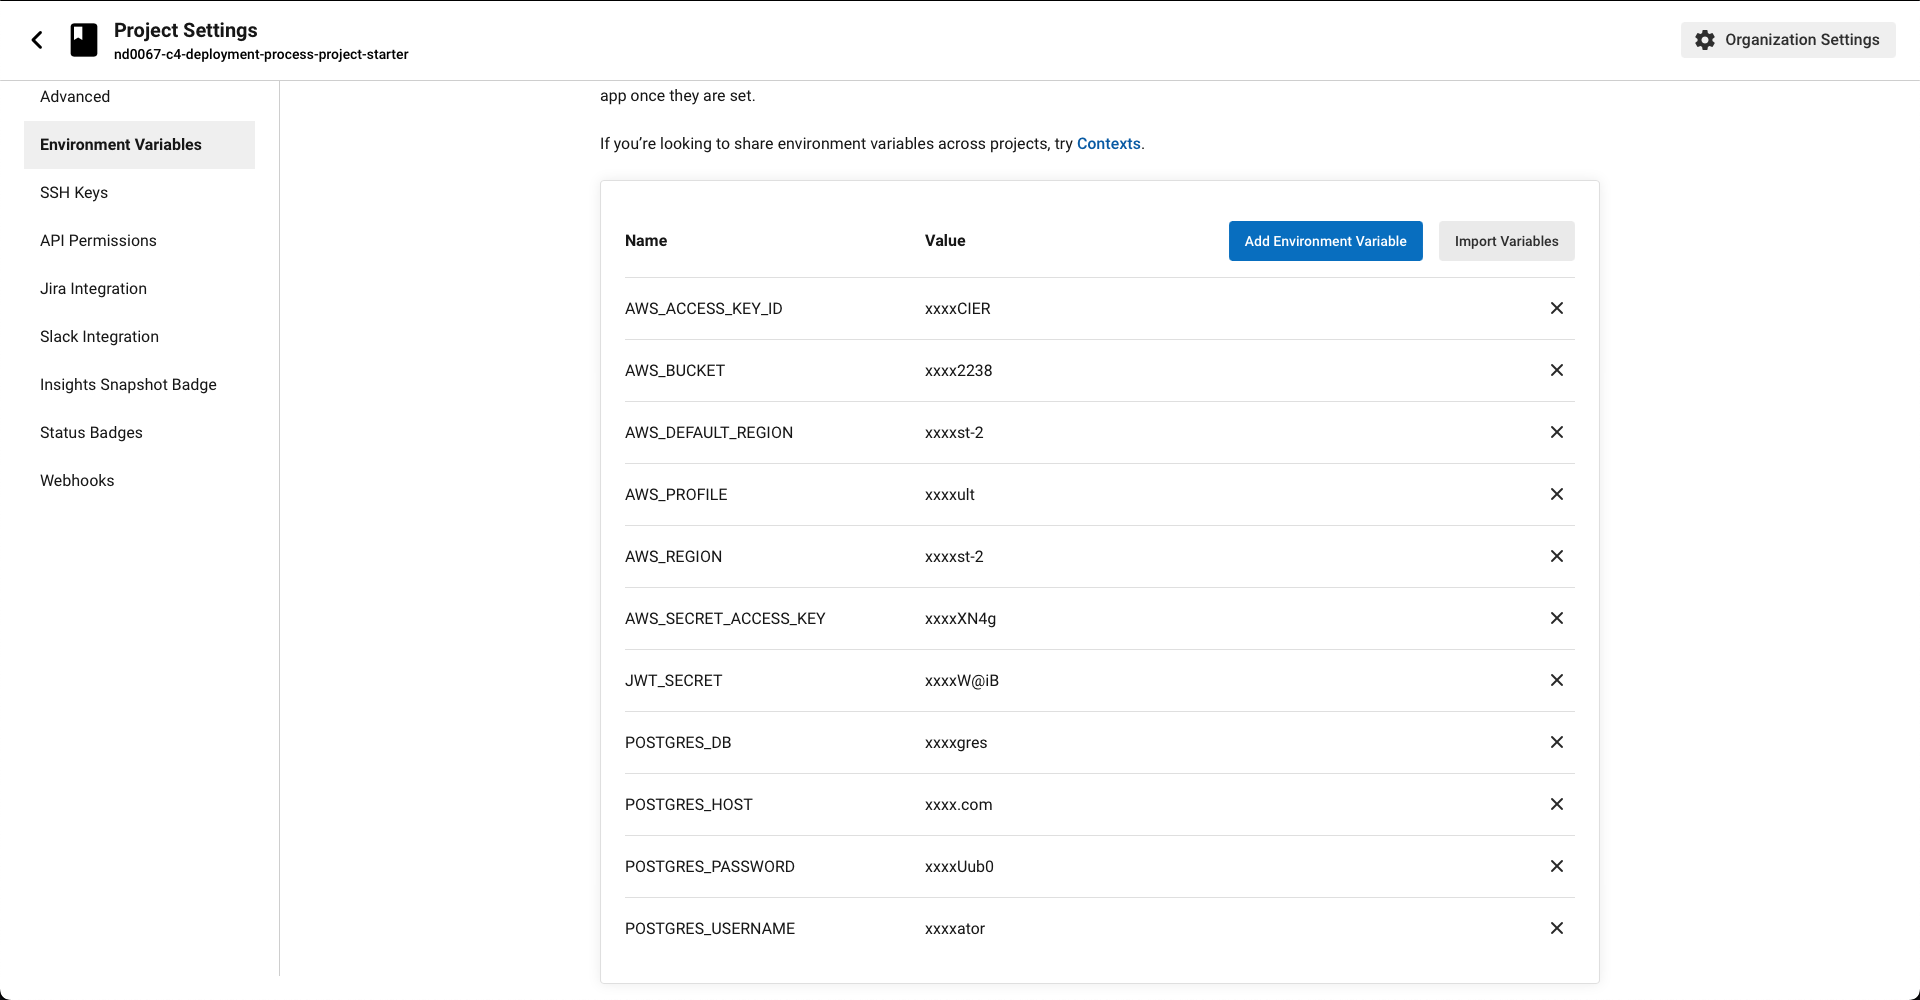 Project Settings
nd0067-c4-deployment-process-project-starter
Organization Settings
Advanced
Environment Variables
SSH Keys
API Permissions
Jira Integration
Slack Integration
Insights Snapshot Badge
Status Badges
Webhooks
app once they are set.
If you’re looking to share environment variables across projects, try Contexts.
Name Value Add Environment Variable Import Variables
AWS_ACCESS_KEY_ID xxxxCIER
AWS_BUCKET xxxx2238
AWS_DEFAULT_REGION xxxxst-2
AWS_PROFILE xxxxult
AWS_REGION xxxxst-2
AWS_SECRET_ACCESS_KEY xxxxXN4g
JWT_SECRET xxxxW@iB
POSTGRES_DB xxxxgres
POSTGRES_HOST xxxx.com
POSTGRES_PASSWORD xxxxUub0
POSTGRES_USERNAME xxxxator